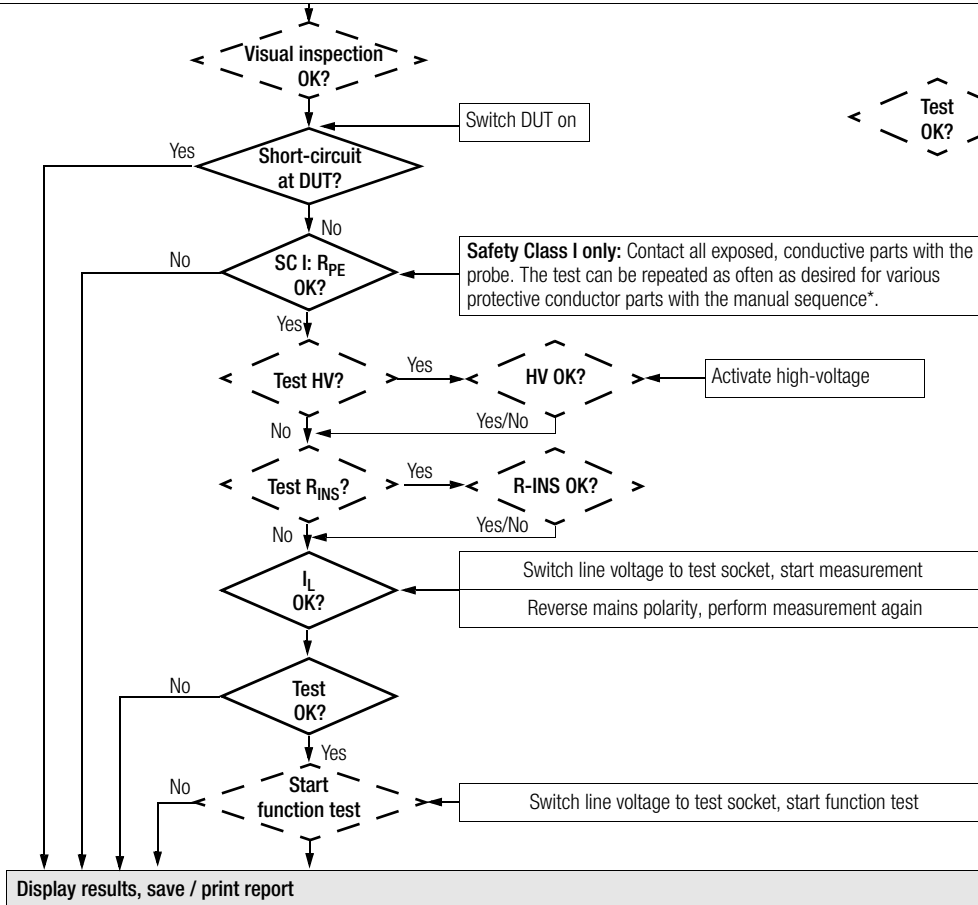 Visual inspection
OK?
Test
OK?
Switch DUT on
Yes
Short-circuit
at DUT?
No
No
SC I: RPE
OK?
Safety Class I only: Contact all exposed, conductive parts with the
probe. The test can be repeated as often as desired for various
protective conductor parts with the manual sequence*.
Yes
Test HV?
Yes
HV OK?
Activate high-voltage
No
Yes/No
Test RINS?
Yes
R-INS OK?
No
Yes/No
IL
OK?
Switch line voltage to test socket, start measurement
Reverse mains polarity, perform measurement again
No
Test
OK?
Yes
No
Start
function test
Switch line voltage to test socket, start function test
Display results, save / print report